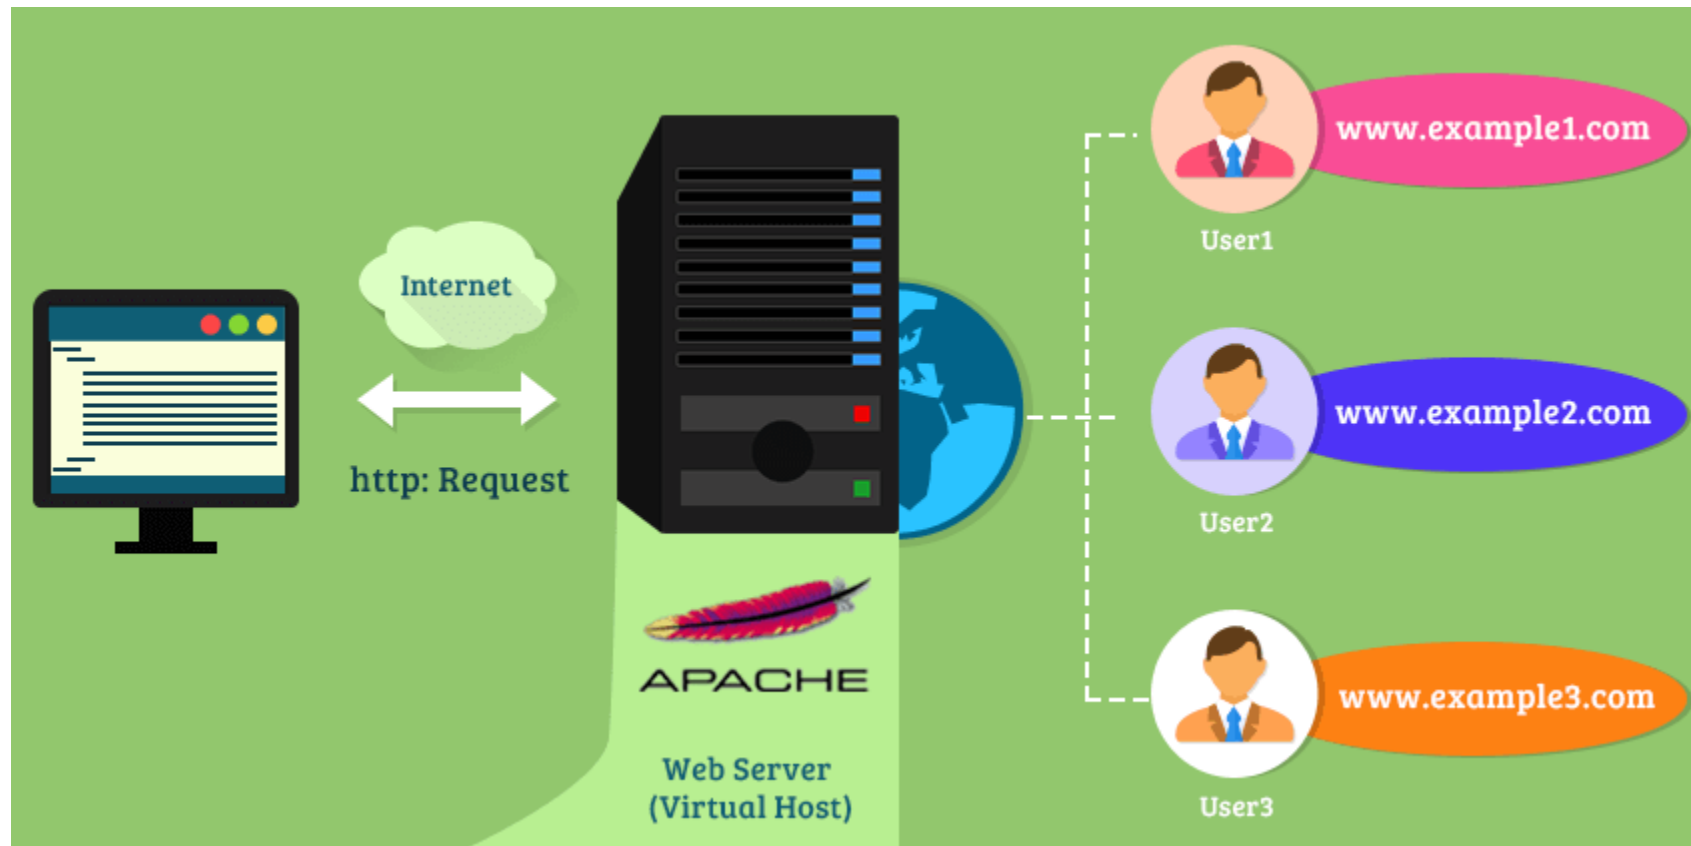 Internet
http: Request
APACHE
Web Server
(Virtual Host)
www.example1.com
User1
www.example2.com
User2
www.example3.com
User3